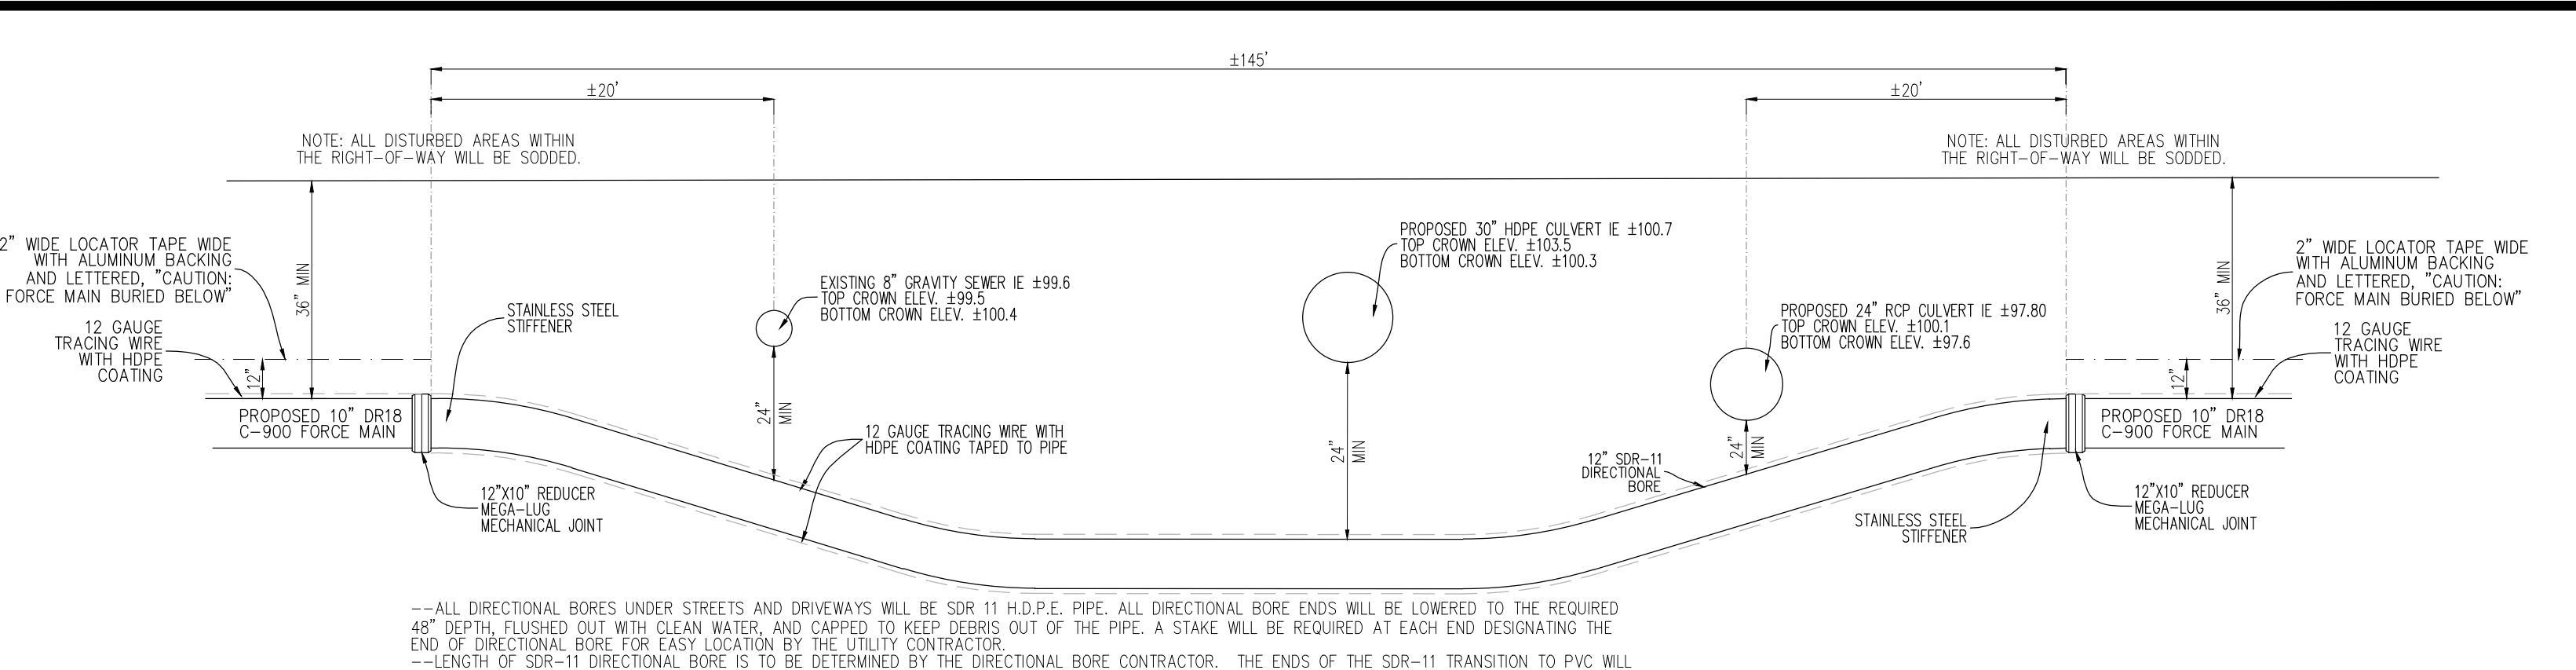 ±145'
±20'
±20'
NOTE: ALL DISTURBED AREAS WITHIN
THE RIGHT-OF-WAY WILL BE SODDED.
NOTE: ALL DISTURBED AREAS WITHIN
THE RIGHT-OF-WAY WILL BE SODDED.
2" WIDE LOCATOR TAPE WIDE
WITH ALUMINUM BACKING
AND LETTERED, "CAUTION:
FORCE MAIN BURIED BELOW"
36" MIN
12 GAUGE
TRACING WIRE
WITH HDPE
COATING
12"
STAINLESS STEEL
STIFFENER
EXISTING 8" GRAVITY SEWER IE ±99.6
TOP CROWN ELEV. ±99.5
BOTTOM CROWN ELEV. ±100.4
PROPOSED 30" HDPE CULVERT IE ±100.7
TOP CROWN ELEV. ±103.5
BOTTOM CROWN ELEV. ±100.3
PROPOSED 24" RCP CULVERT IE ±97.80
TOP CROWN ELEV. ±100.1
BOTTOM CROWN ELEV. ±97.6
36" MIN
2" WIDE LOCATOR TAPE WIDE
WITH ALUMINUM BACKING
AND LETTERED, "CAUTION:
FORCE MAIN BURIED BELOW"
12 GAUGE
TRACING WIRE
WITH HDPE
COATING
12"
PROPOSED 10" DR18
C-900 FORCE MAIN
24"
MIN
12 GAUGE TRACING WIRE WITH
HDPE COATING TAPED TO PIPE
24"
MIN
24"
MIN
12" SDR-11
DIRECTIONAL
BORE
PROPOSED 10" DR18
C-900 FORCE MAIN
12"X10" REDUCER
MEGA-LUG
MECHANICAL JOINT
STAINLESS STEEL
STIFFENER
12"X10" REDUCER
MEGA-LUG
MECHANICAL JOINT
--ALL DIRECTIONAL BORES UNDER STREETS AND DRIVEWAYS WILL BE SDR 11 H.D.P.E. PIPE. ALL DIRECTIONAL BORE ENDS WILL BE LOWERED TO THE REQUIRED
48" DEPTH, FLUSHED OUT WITH CLEAN WATER, AND CAPPED TO KEEP DEBRIS OUT OF THE PIPE. A STAKE WILL BE REQUIRED AT EACH END DESIGNATING THE
END OF DIRECTIONAL BORE FOR EASY LOCATION BY THE UTILITY CONTRACTOR.
--LENGTH OF SDR-11 DIRECTIONAL BORE IS TO BE DETERMINED BY THE DIRECTIONAL BORE CONTRACTOR. THE ENDS OF THE SDR-11 TRANSITION TO PVC WILL